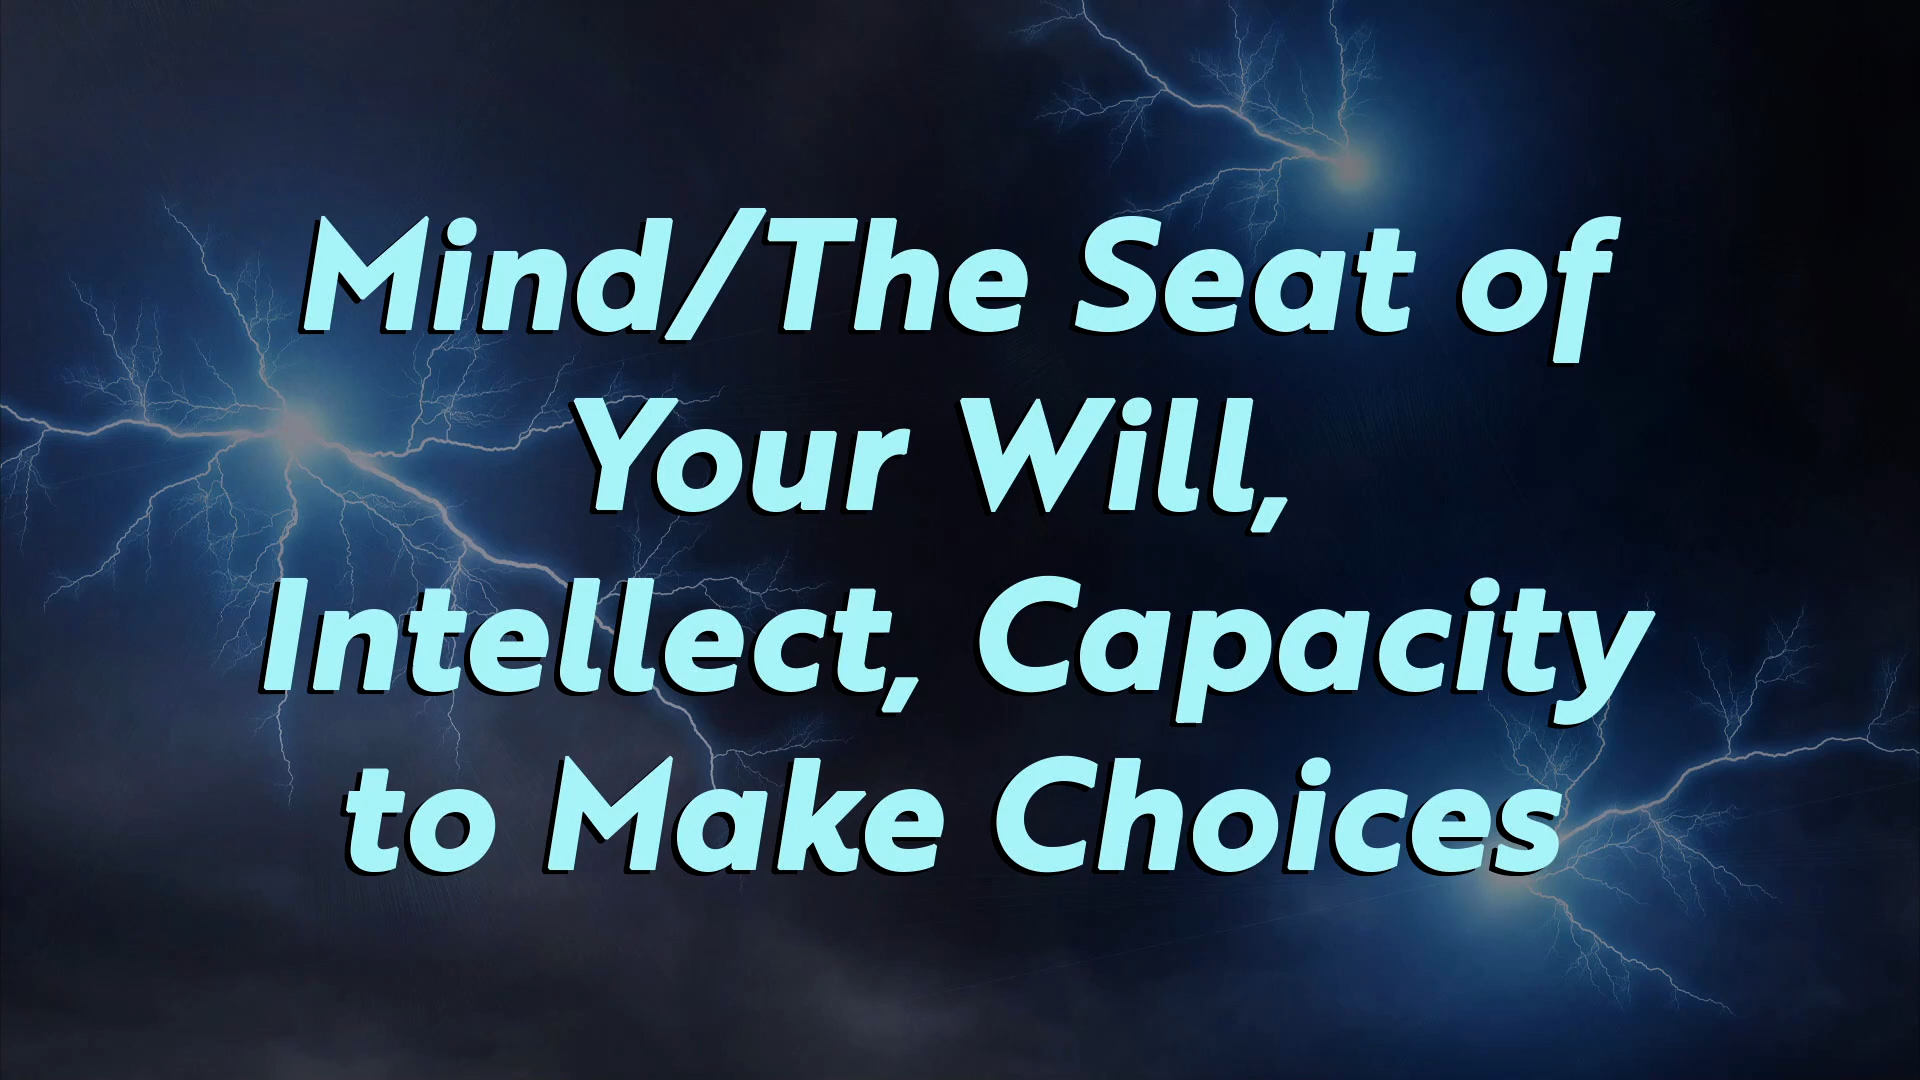 Mind/The Seat of
Your Will,
Intellect, Capacity
to Make Choices